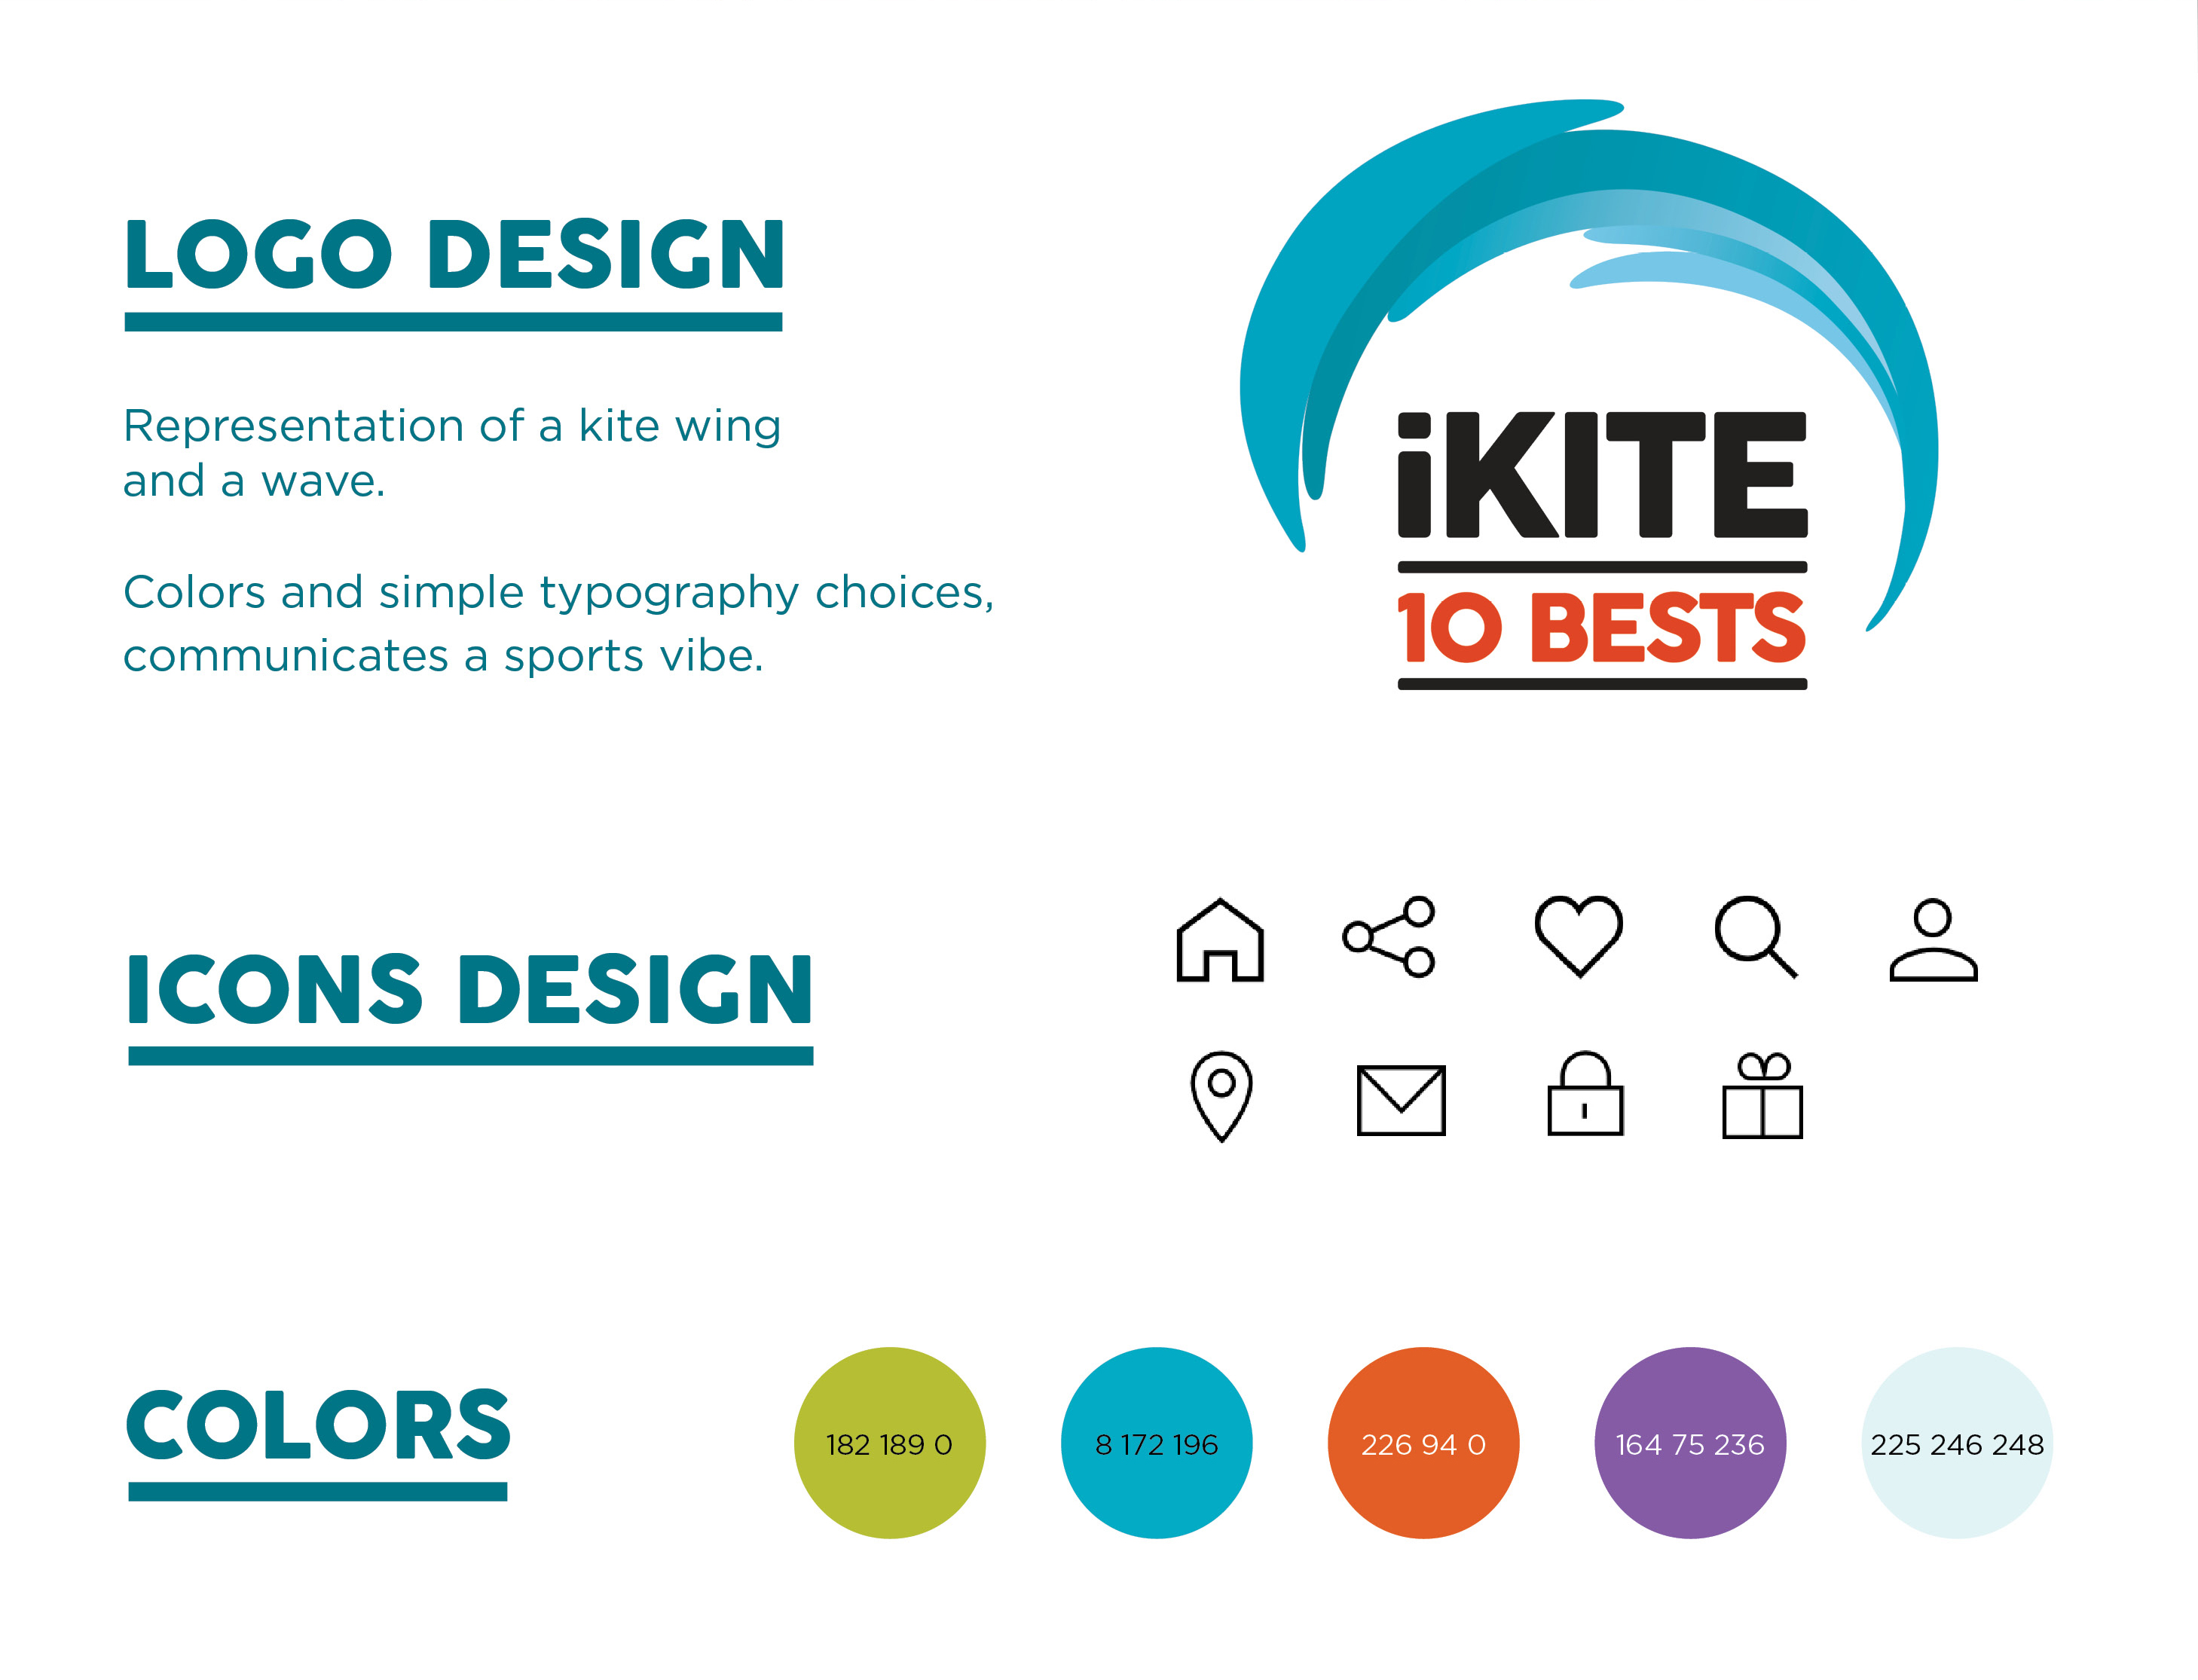 LOGO DESIGN
Representation of a kite wing
and a wave.
Colors and simple typography choices,
communicates a sports vibe.
iKITE
10 BESTS
ICONS DESIGN
COLORS
182 189 0
8 172 196
226 94 0
164 75 236
225 246 248